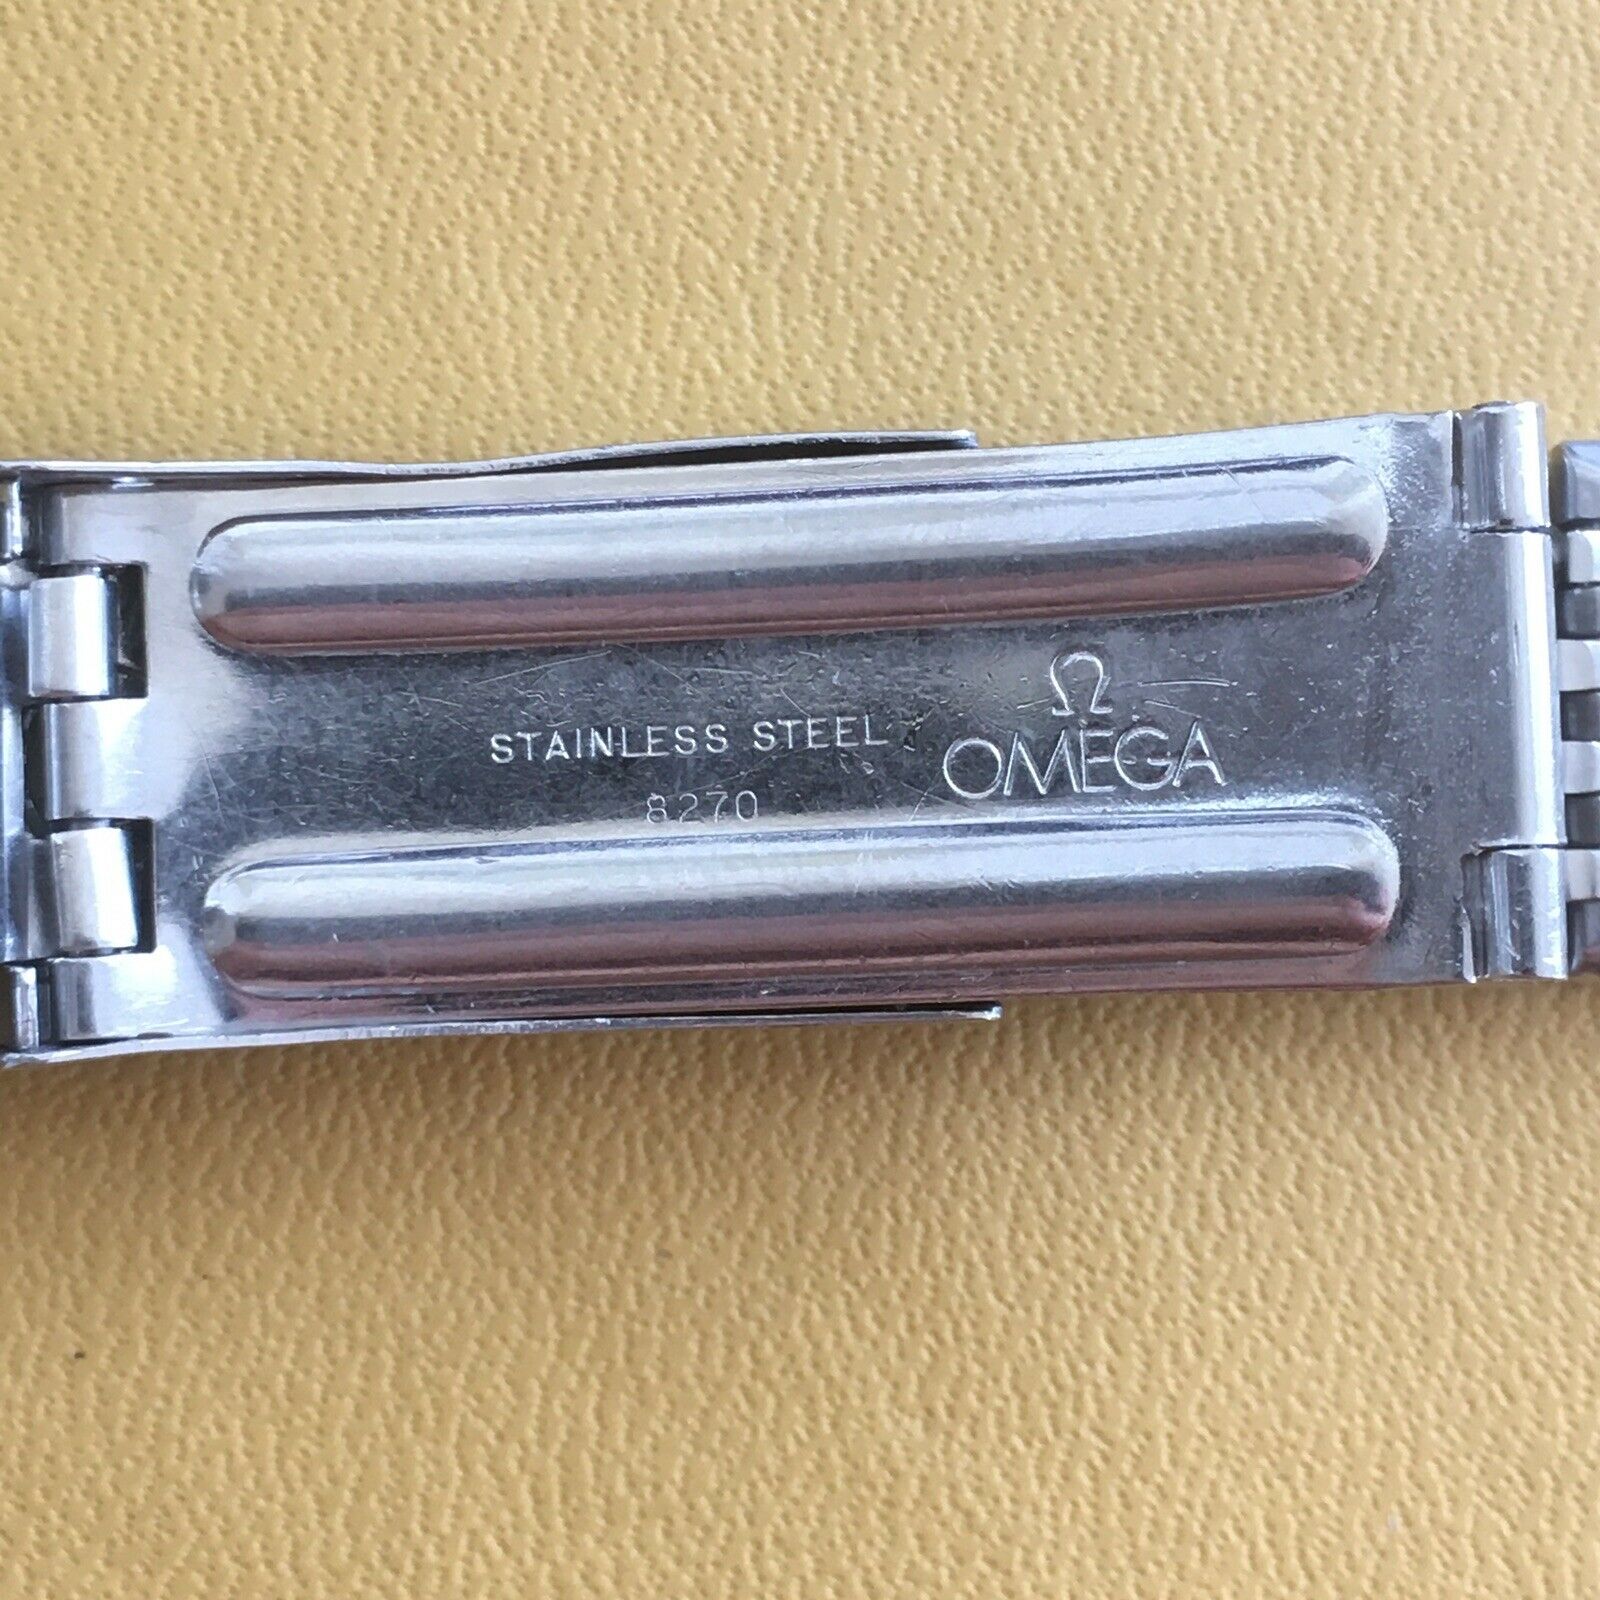 STAINLESS STEEL
8270
Ω
OMEGA